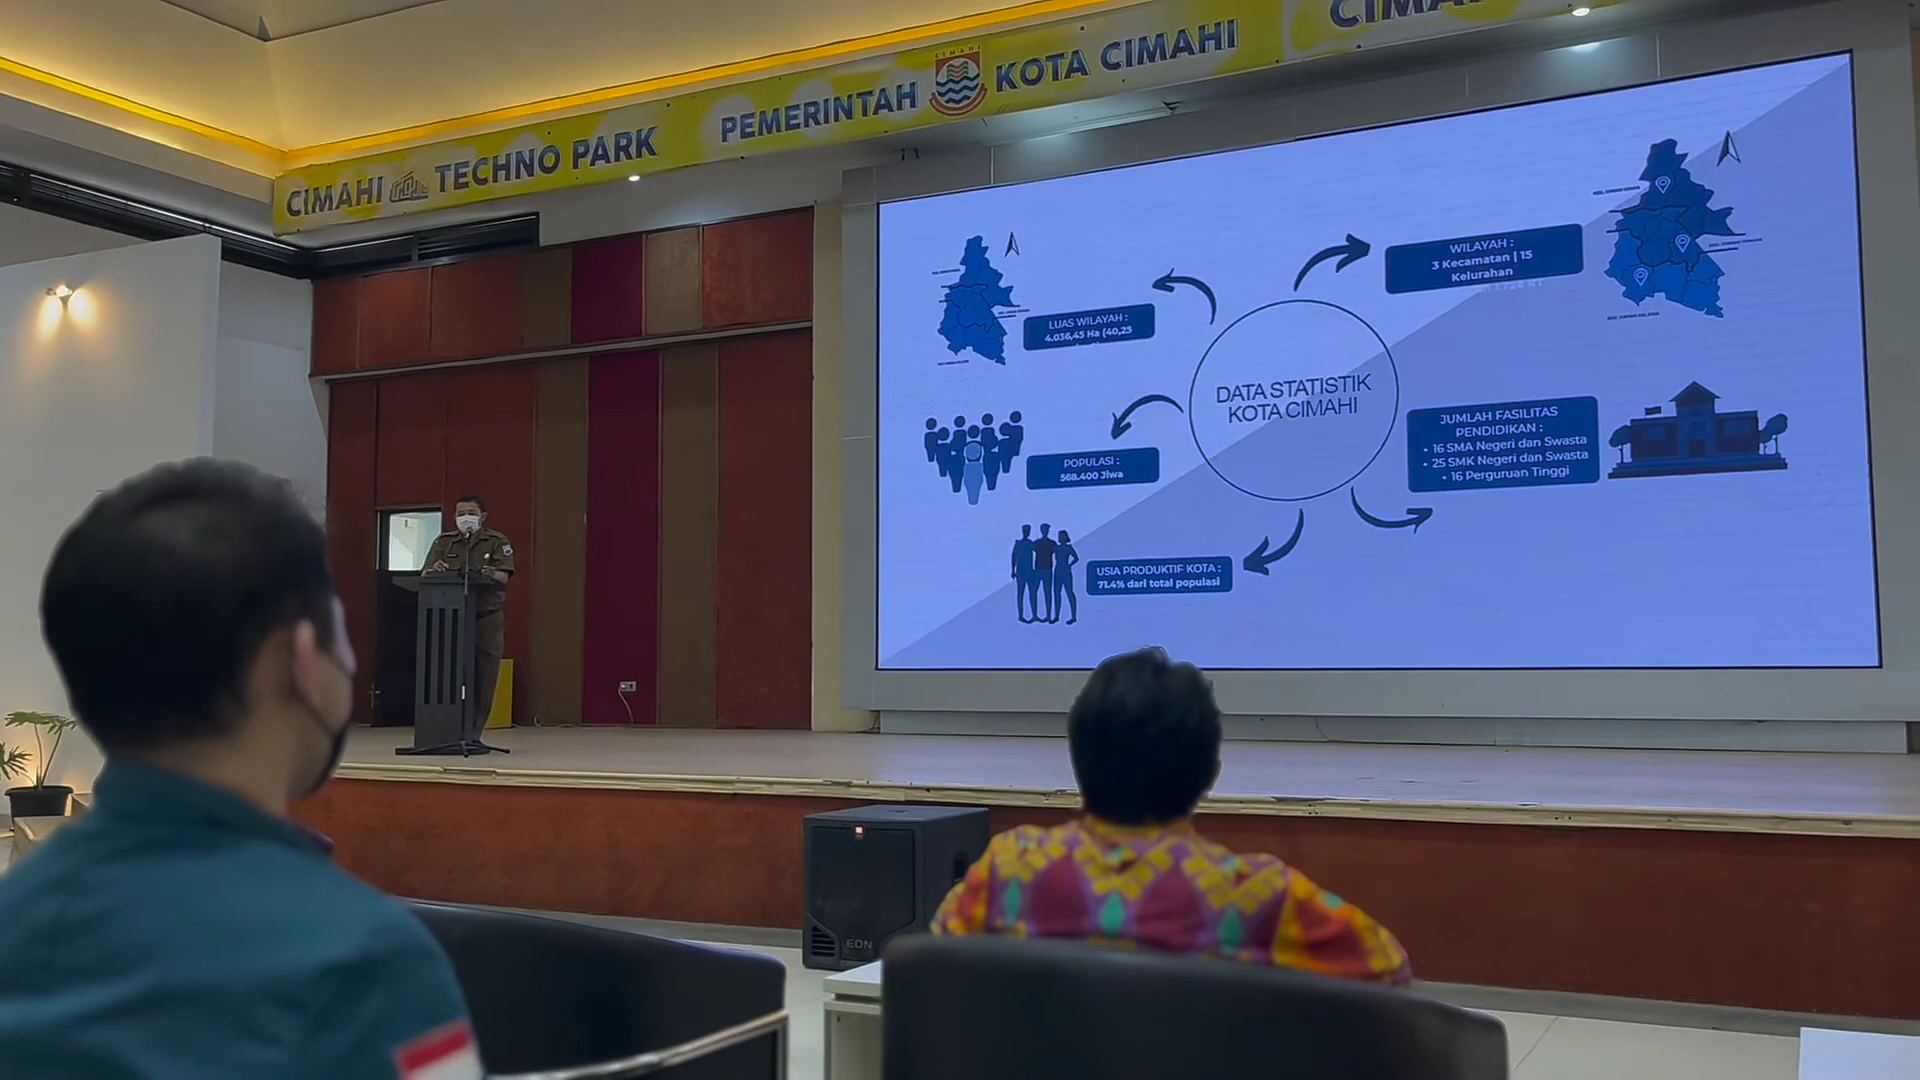 CIMAHI TECHNO PARK PEMERINTAH CIMAHI KOTA CIMAHI
DATA STATISTIK
KOTA CIMAHI
LUAS WILAYAH :
4.036,45 Ha (40,25
POPULASI :
568.400 Jiwa
USIA PRODUKTIF KOTA :
71.4% dari total populasi
WILAYAH :
3 Kecamatan | 15
Kelurahan
JUMLAH FASILITAS
PENDIDIKAN :
• 16 SMA Negeri dan Swasta
• 25 SMK Negeri dan Swasta
• 16 Perguruan Tinggi
EON